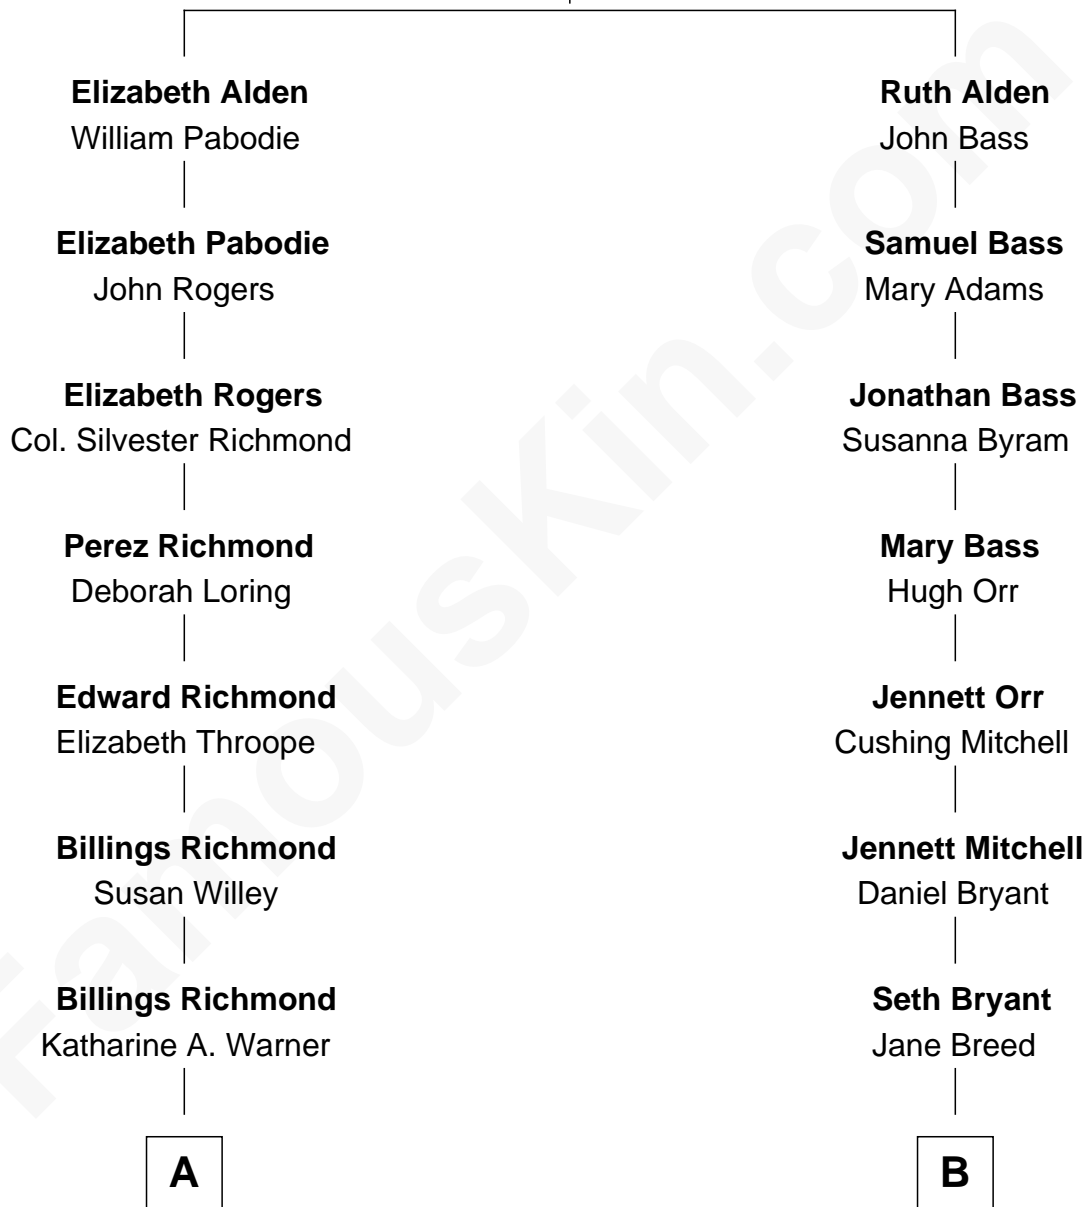 Elizabeth Alden
William Pabodie
Elizabeth Pabodie
John Rogers
Elizabeth Rogers
Col. Silvester Richmond
Perez Richmond
Deborah Loring
Edward Richmond
Elizabeth Throope
Billings Richmond
Susan Willey
Billings Richmond
Katharine A. Warner
A
Ruth Alden
John Bass
Samuel Bass
Mary Adams
Jonathan Bass
Susanna Byram
Mary Bass
Hugh Orr
Jennett Orr
Cushing Mitchell
Jennett Mitchell
Daniel Bryant
Seth Bryant
Jane Breed
B
FamousKin.com